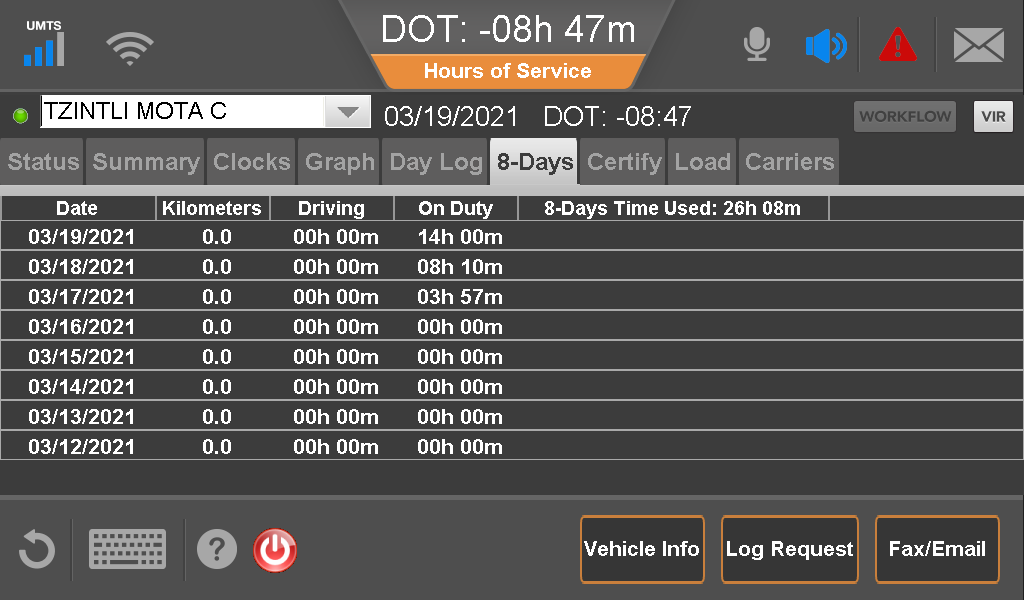 UMTS
DOT: -08h 47m
Hours of Service
TZINTLI MOTA C 03/19/2021 DOT: -08:47 WORKFLOW VIR
Status Summary Clocks Graph Day Log 8-Days Certify Load Carriers
Date Kilometers Driving On Duty 8-Days Time Used: 26h 08m
03/19/2021 0.0 00h 00m 14h 00m
03/18/2021 0.0 00h 00m 08h 10m
03/17/2021 0.0 00h 00m 03h 57m
03/16/2021 0.0 00h 00m 00h 00m
03/15/2021 0.0 00h 00m 00h 00m
03/14/2021 0.0 00h 00m 00h 00m
03/13/2021 0.0 00h 00m 00h 00m
03/12/2021 0.0 00h 00m 00h 00m
? Vehicle Info Log Request Fax/Email